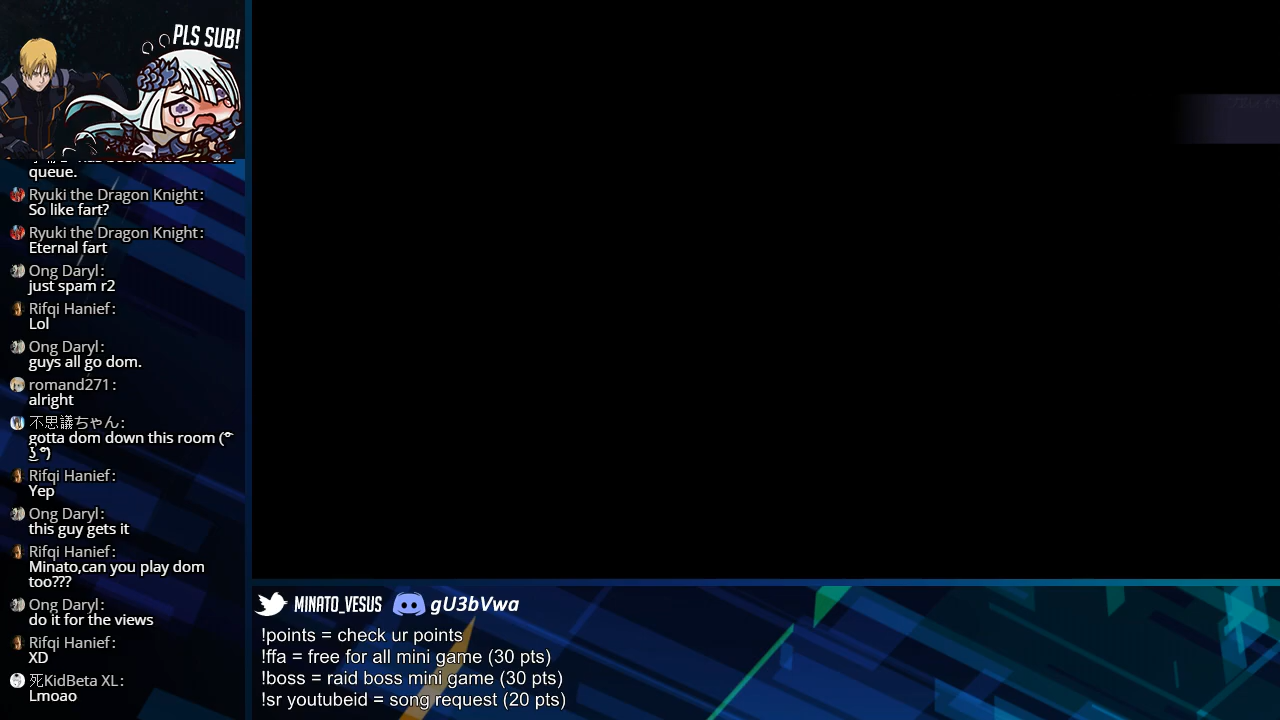 PLS SUB!
queue.
Ryuki the Dragon Knight:
So like fart?
Ryuki the Dragon Knight:
Eternal fart
Ong Daryl:
just spam r2
Rifqi Hanief:
Lol
Ong Daryl:
guys all go dom.
romand271:
alright
不思議ちゃん:
gotta dom down this room ( ͡°
͜ʖ ͡°)
Rifqi Hanief:
Yep
Ong Daryl:
this guy gets it
Rifqi Hanief:
Minato,can you play dom
too???
Ong Daryl:
do it for the views
Rifqi Hanief:
XD
死KidBeta XL:
Lmoao
MINATO_VESUS gU3bVwa
!points = check ur points
!ffa = free for all mini game (30 pts)
!boss = raid boss mini game (30 pts)
!sr youtubeid = song request (20 pts)